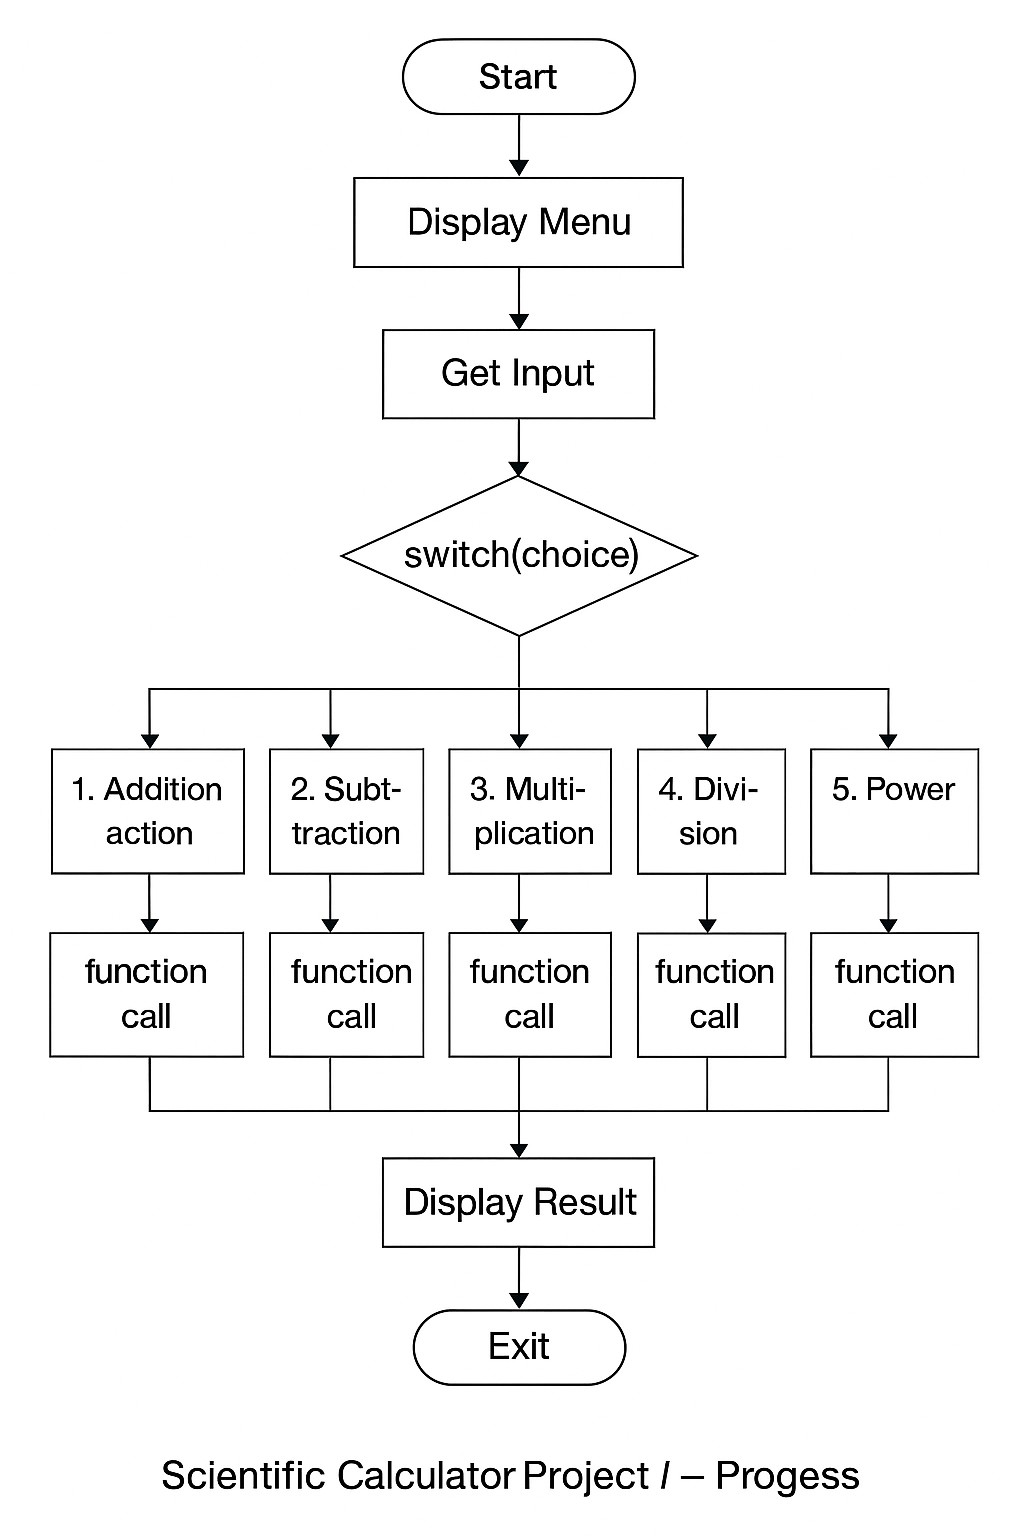 Start
Display Menu
Get Input
switch(choice)
1. Addition
action
2. Subt-
traction
3. Multi-
plication
4. Divi-
sion
5. Power
function
call
function
call
function
call
function
call
function
call
Display Result
Exit
Scientific Calculator Project / – Progess